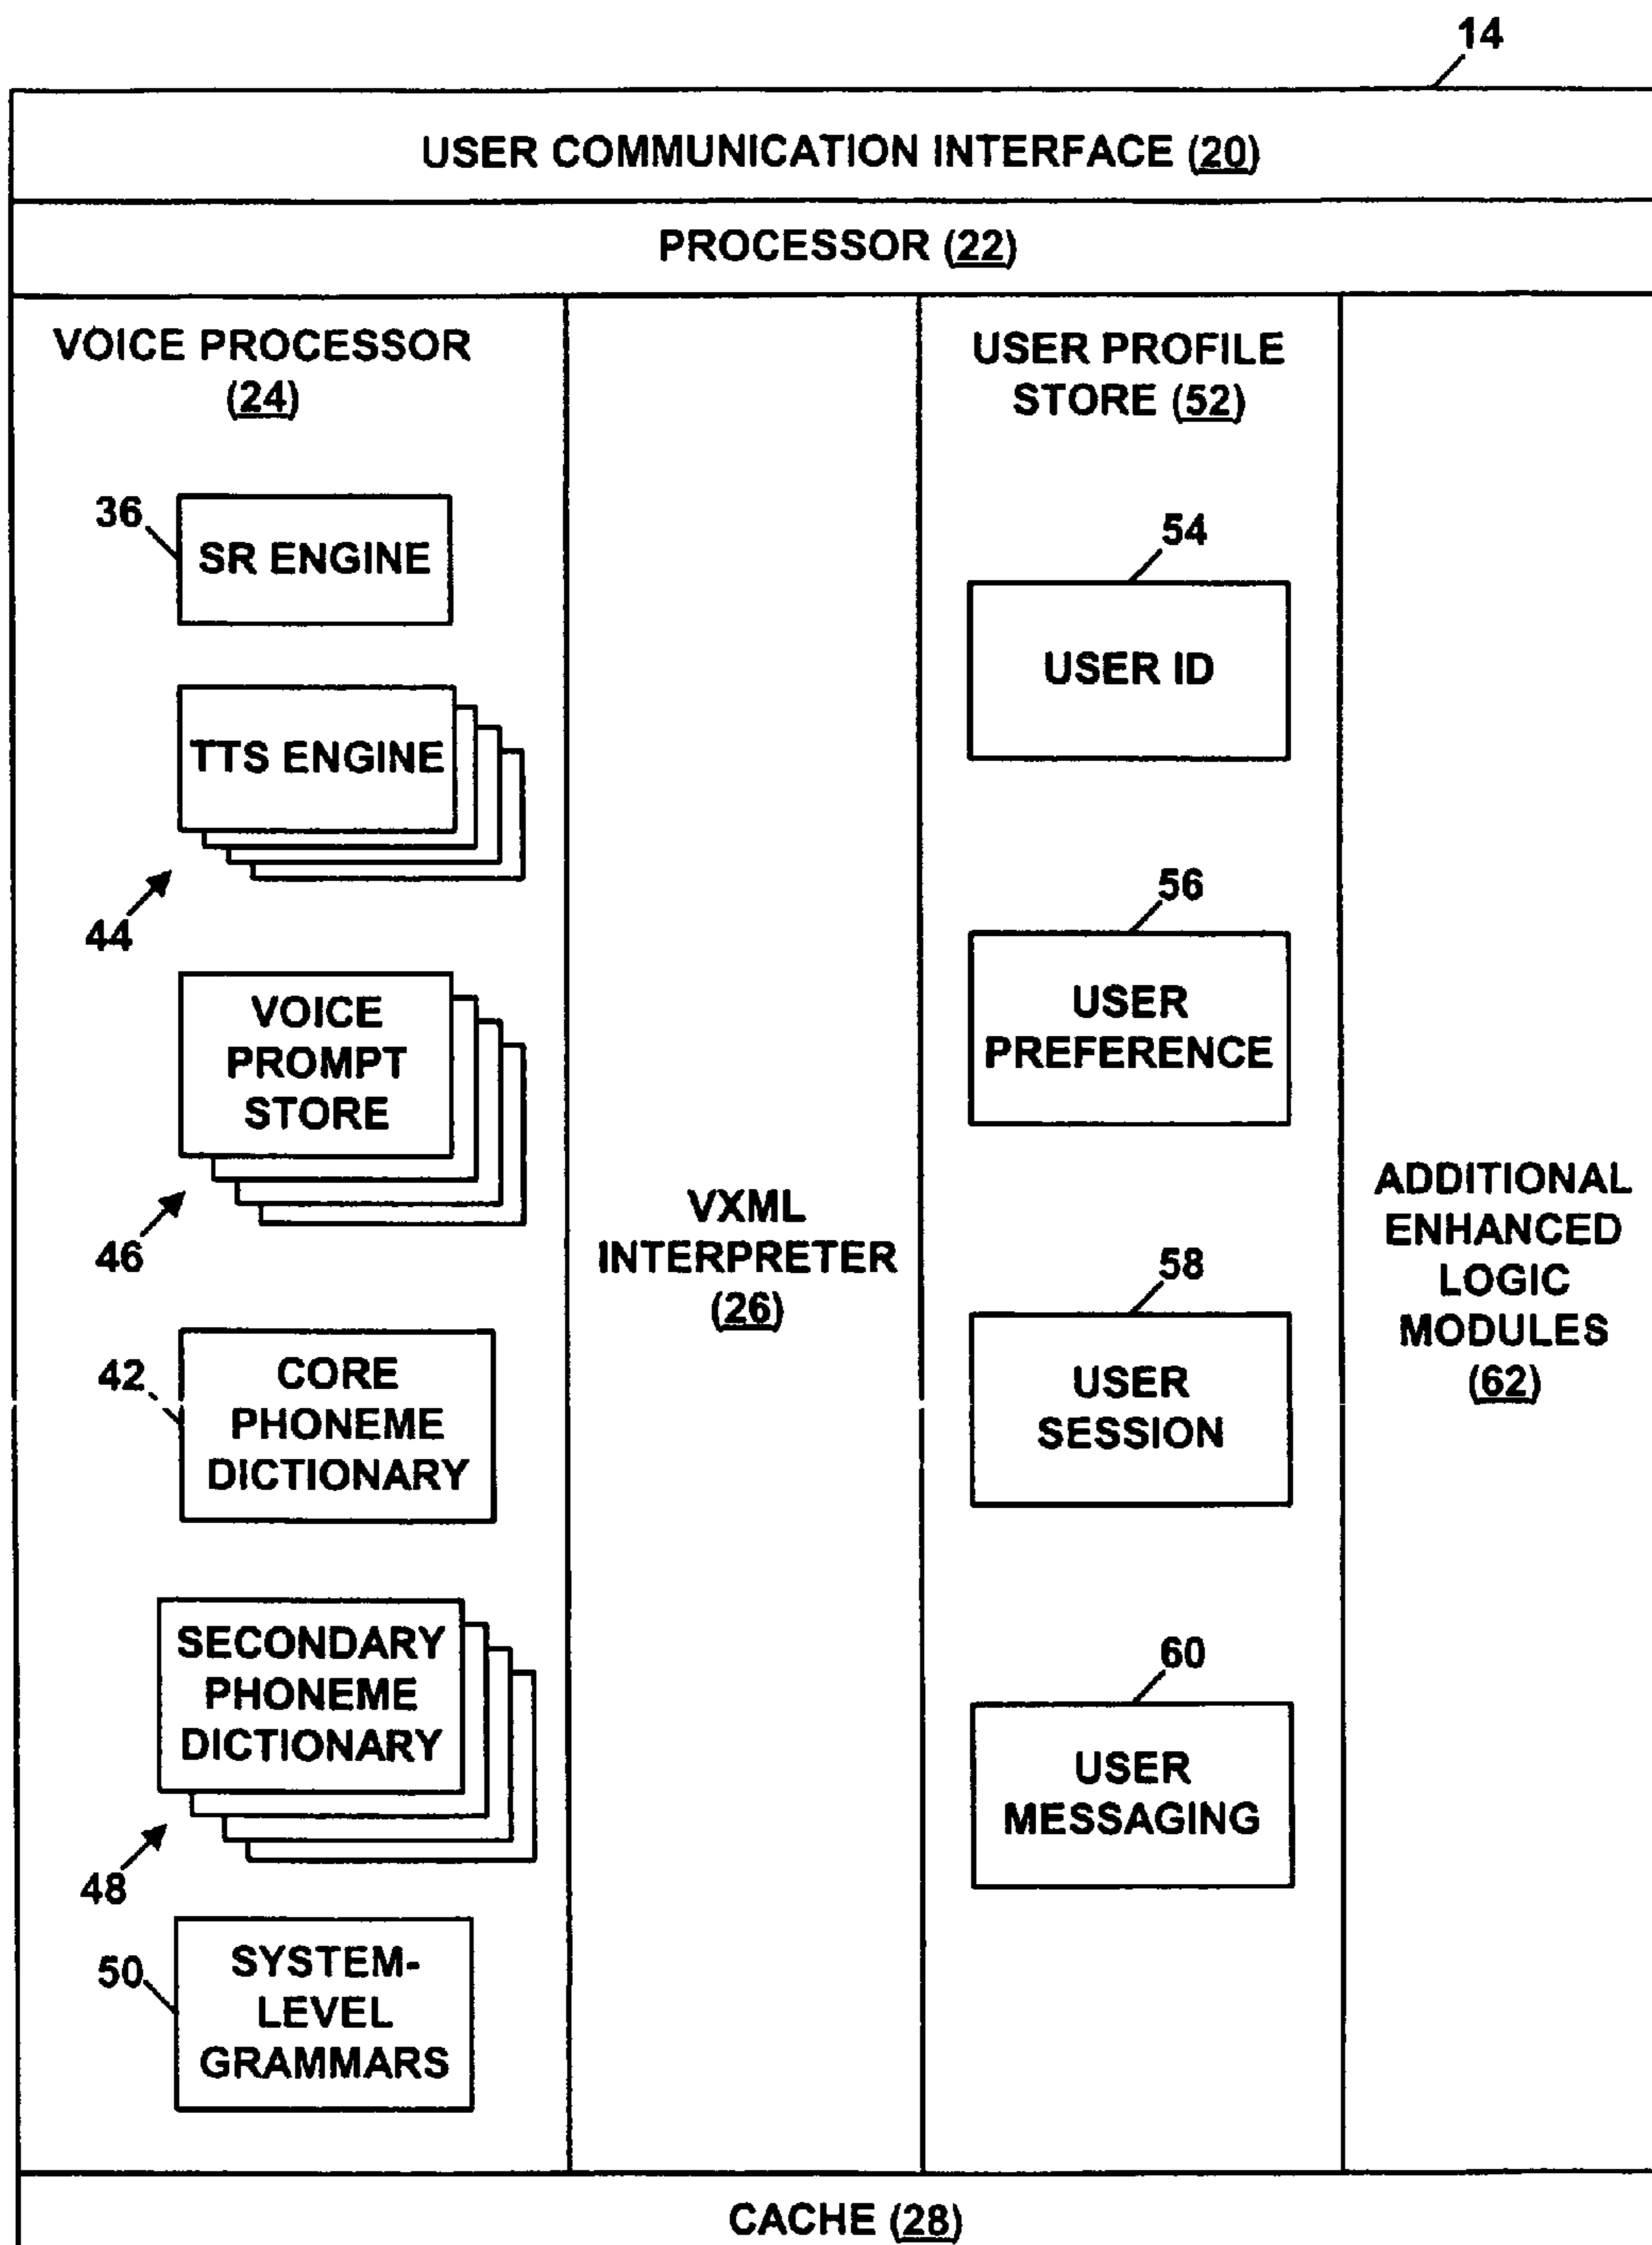 14
USER COMMUNICATION INTERFACE (20)
PROCESSOR (22)
VOICE PROCESSOR
(24)
36
SR ENGINE
TTS ENGINE
44
VOICE
PROMPT
STORE
46
42
CORE
PHONEME
DICTIONARY
SECONDARY
PHONEME
DICTIONARY
48
50
SYSTEM-
LEVEL
GRAMMARS
VXML
INTERPRETER
(26)
USER PROFILE
STORE (52)
54
USER ID
56
USER
PREFERENCE
58
USER
SESSION
60
USER
MESSAGING
ADDITIONAL
ENHANCED
LOGIC
MODULES
(62)
CACHE (28)